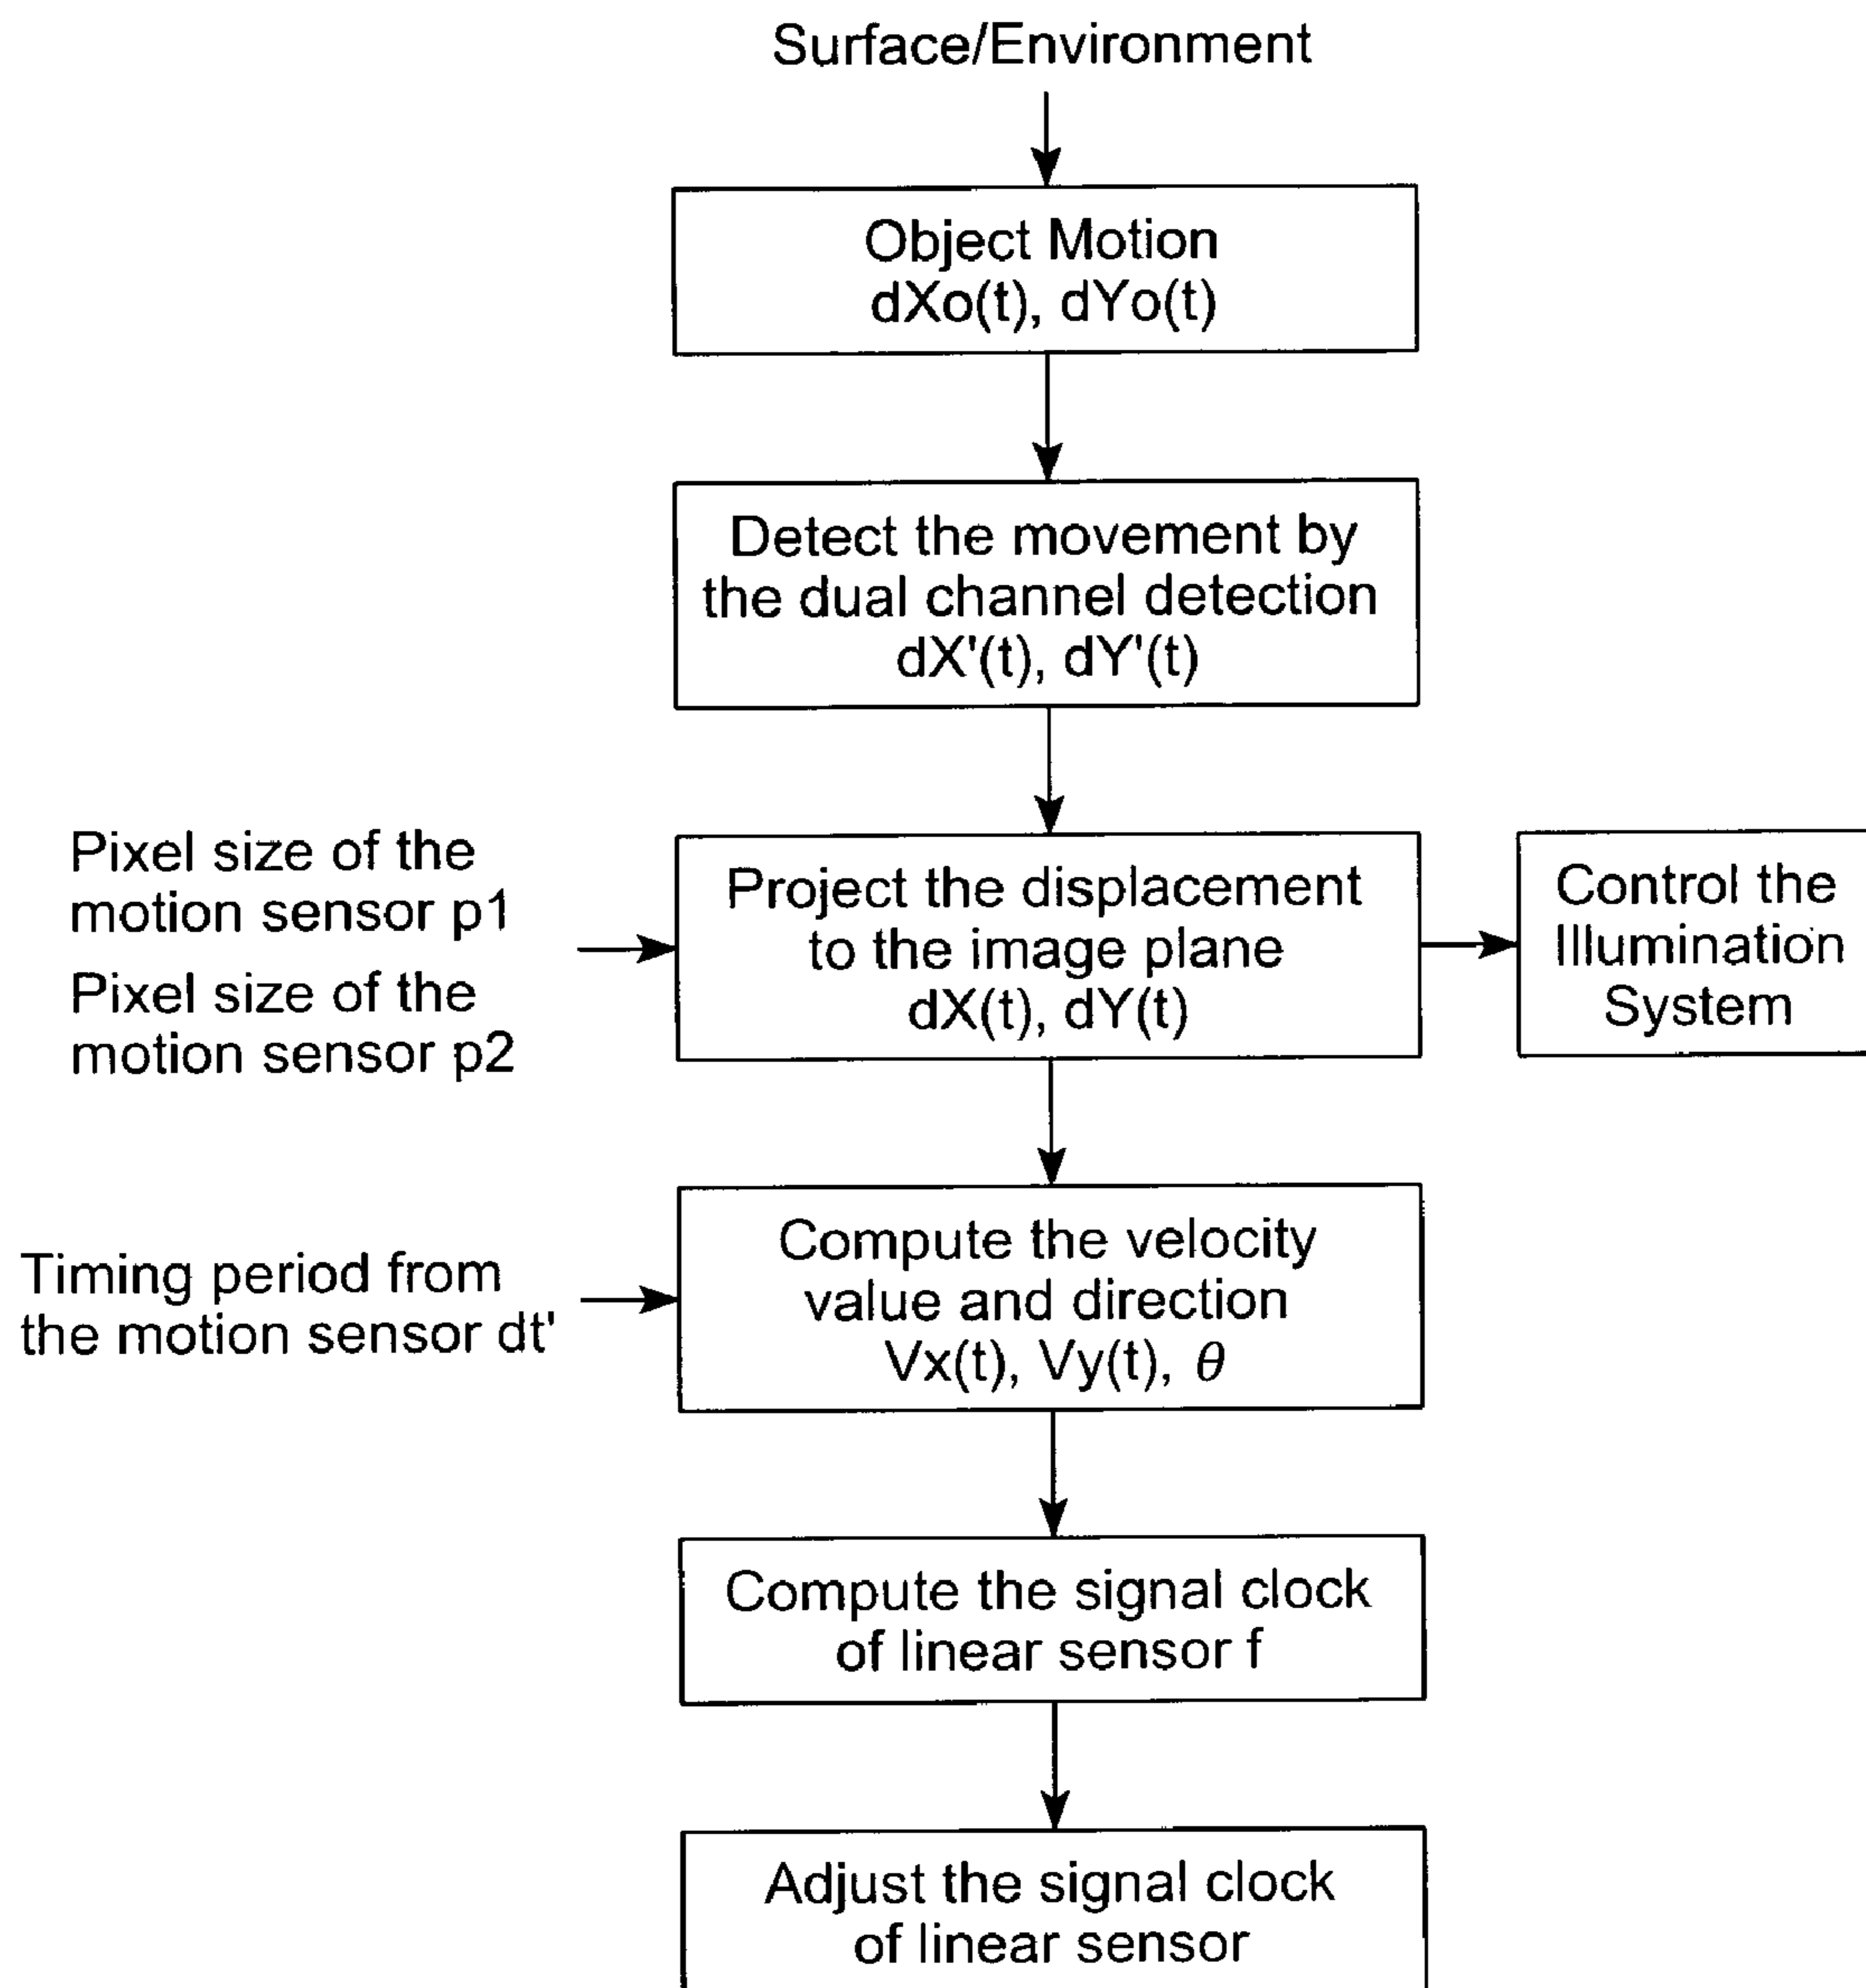 Surface/Environment
Object Motion
dXo(t), dYo(t)
Detect the movement by
the dual channel detection
dX'(t), dY'(t)
Pixel size of the
motion sensor p1
Pixel size of the
motion sensor p2
Project the displacement
to the image plane
dX(t), dY(t)
Control the
Illumination
System
Timing period from
the motion sensor dt'
Compute the velocity
value and direction
Vx(t), Vy(t), θ
Compute the signal clock
of linear sensor f
Adjust the signal clock
of linear sensor